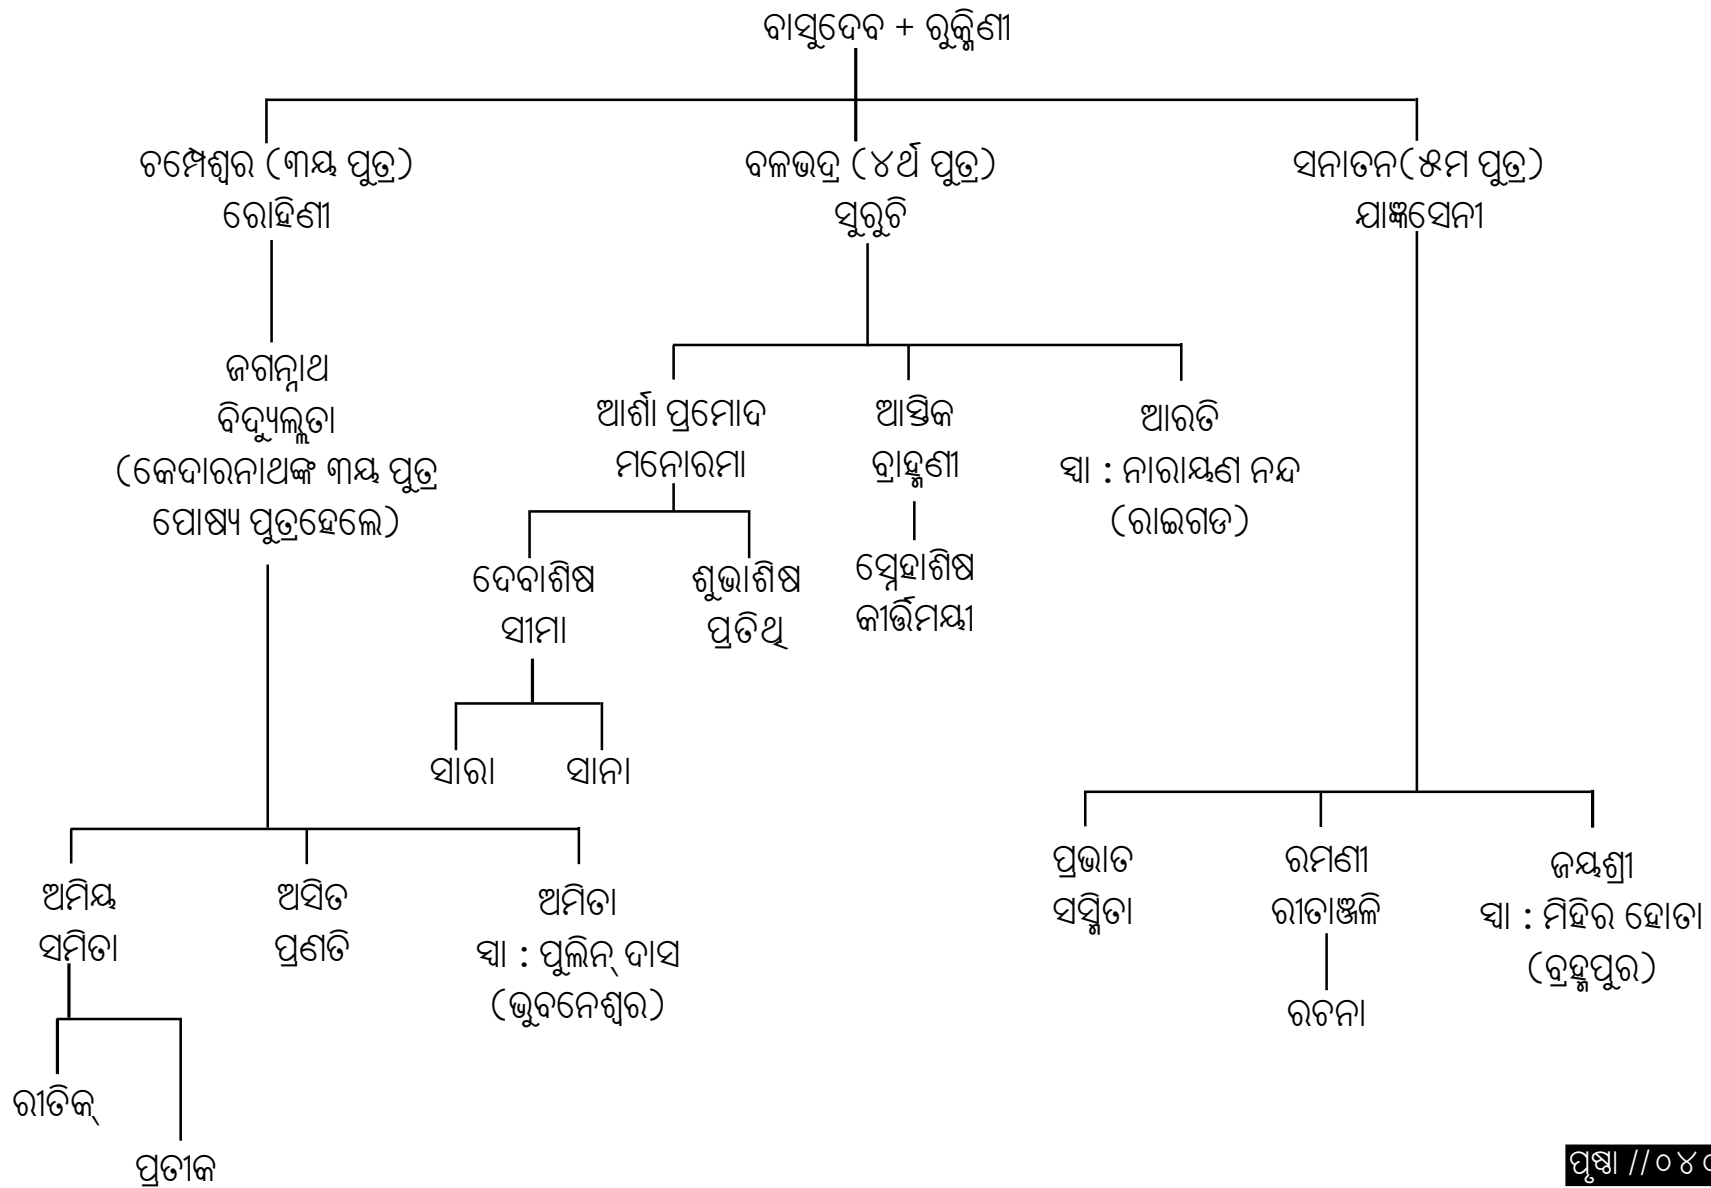 ବାସୁଦେବ + ରୁକ୍ମିଣୀ
ଚମ୍ପେଶ୍ୱର (୩ୟ ପୁତ୍ର)
ରୋହିଣୀ
ବଳଭଦ୍ର (୪ର୍ଥ ପୁତ୍ର)
ସୁରୁଚି
ସନାତନ(୫ମ ପୁତ୍ର)
ଯାଜ୍ଞସେନୀ
ଜଗନ୍ନାଥ
ବିଦ୍ୟୁଲ୍ଲତା
(କେଦାରନାଥଙ୍କ ୩ୟ ପୁତ୍ର
ପୋଷ୍ୟ ପୁତ୍ରହେଲେ)
ଆର୍ଶା ପ୍ରମୋଦ
ମନୋରମା
ଆସ୍ତିକ
ବ୍ରାହ୍ମଣୀ
ଆରତି
ସ୍ୱା : ନାରାୟଣ ନନ୍ଦ
(ରାଇଗଡ)
ଦେବାଶିଷ
ସୀମା
ଶୁଭାଶିଷ
ପ୍ରତିଥି
ସ୍ନେହାଶିଷ
କୀର୍ତ୍ତିମୟୀ
ସାରା
ସାନା
ଅମିୟ
ସମିତା
ଅସିତ
ପ୍ରଣତି
ଅମିତା
ସ୍ୱା : ପୁଲିନ୍ ଦାସ
(ଭୁବନେଶ୍ୱର)
ପ୍ରଭାତ
ସସ୍ମିତା
ରମଣୀ
ରୀତାଞ୍ଜଳି
ଜୟଶ୍ରୀ
ସ୍ୱା : ମିହିର ହୋତା
(ବ୍ରହ୍ମପୁର)
ରଚନା
ରୀତିକ୍
ପ୍ରତୀକ
ପୃଷ୍ଠା //